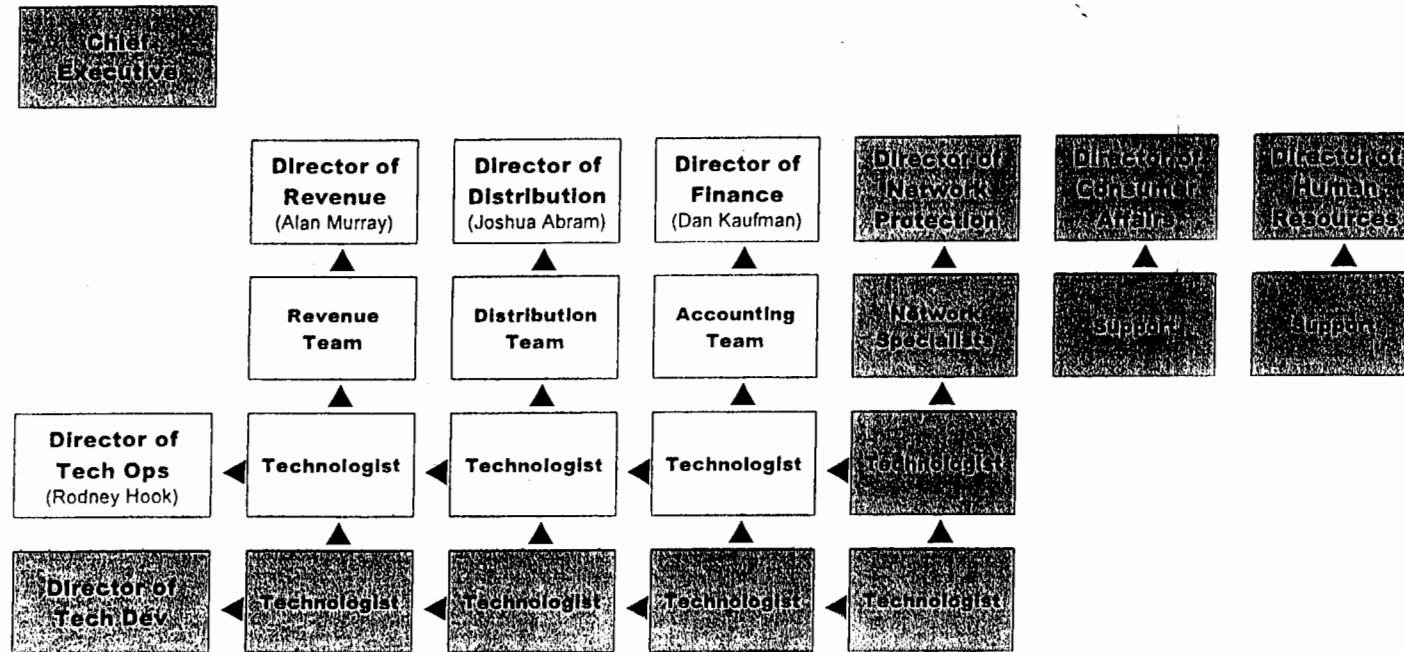 Chief
Executive
Director of
Revenue
(Alan Murray)
Director of
Distribution
(Joshua Abram)
Director of
Finance
(Dan Kaufman)
Director of
Network
Protection
Director of
Consumer
Affairs
Director of
Human
Resources
Revenue
Team
Distribution
Team
Accounting
Team
Network
Specialists
Support
Support
Director of
Tech Ops
(Rodney Hook)
Technologist
Technologist
Technologist
Technologist
Director of
Tech Dev
Technologist
Technologist
Technologist
Technologist